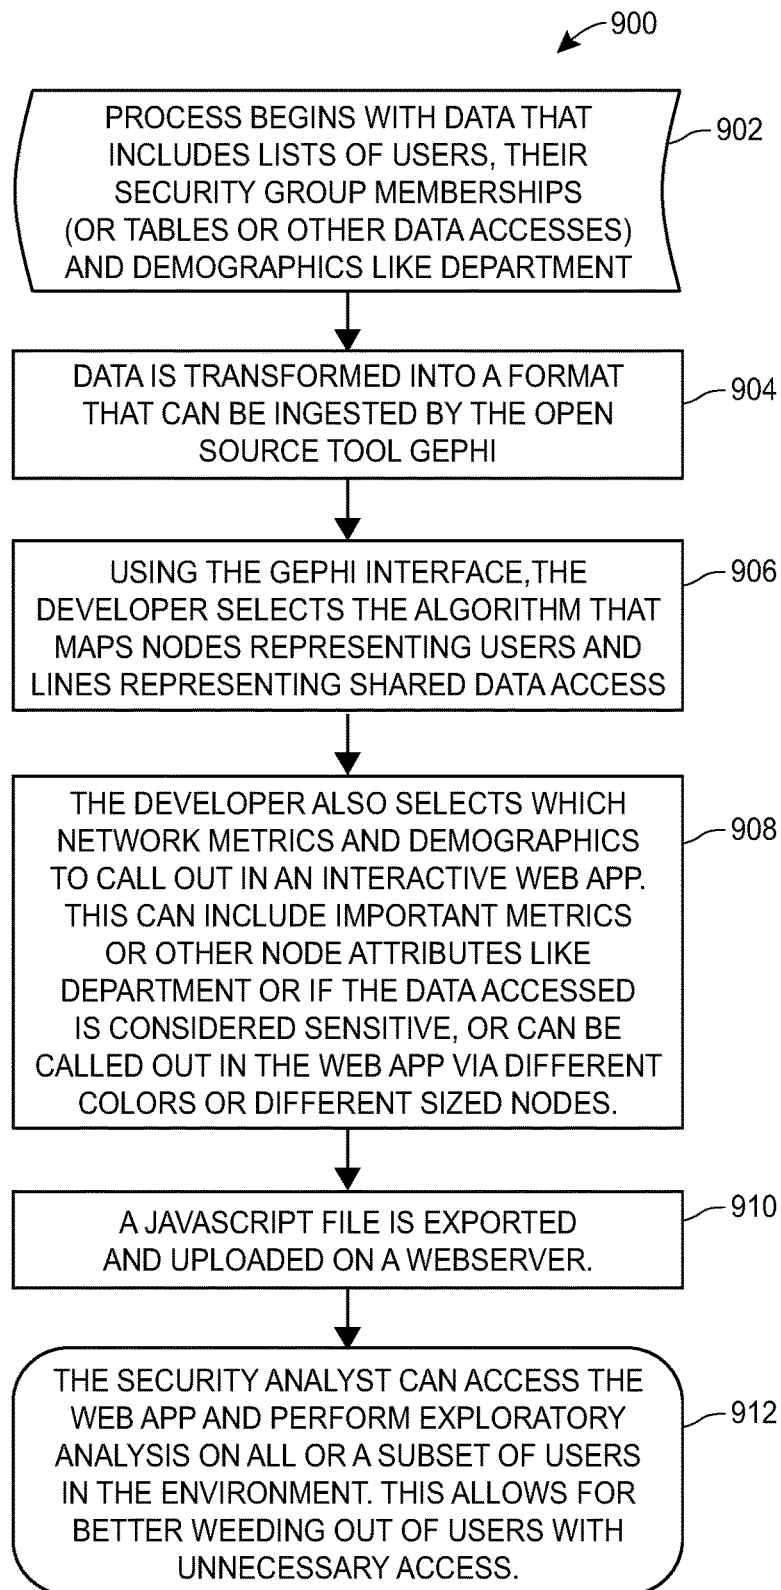 900
PROCESS BEGINS WITH DATA THAT
INCLUDES LISTS OF USERS, THEIR
SECURITY GROUP MEMBERSHIPS
(OR TABLES OR OTHER DATA ACCESSES)
AND DEMOGRAPHICS LIKE DEPARTMENT
902
DATA IS TRANSFORMED INTO A FORMAT
THAT CAN BE INGESTED BY THE OPEN
SOURCE TOOL GEPHI
904
USING THE GEPHI INTERFACE,THE
DEVELOPER SELECTS THE ALGORITHM THAT
MAPS NODES REPRESENTING USERS AND
LINES REPRESENTING SHARED DATA ACCESS
906
THE DEVELOPER ALSO SELECTS WHICH
NETWORK METRICS AND DEMOGRAPHICS
TO CALL OUT IN AN INTERACTIVE WEB APP.
THIS CAN INCLUDE IMPORTANT METRICS
OR OTHER NODE ATTRIBUTES LIKE
DEPARTMENT OR IF THE DATA ACCESSED
IS CONSIDERED SENSITIVE, OR CAN BE
CALLED OUT IN THE WEB APP VIA DIFFERENT
COLORS OR DIFFERENT SIZED NODES.
908
A JAVASCRIPT FILE IS EXPORTED
AND UPLOADED ON A WEBSERVER.
910
THE SECURITY ANALYST CAN ACCESS THE
WEB APP AND PERFORM EXPLORATORY
ANALYSIS ON ALL OR A SUBSET OF USERS
IN THE ENVIRONMENT. THIS ALLOWS FOR
BETTER WEEDING OUT OF USERS WITH
UNNECESSARY ACCESS.
912